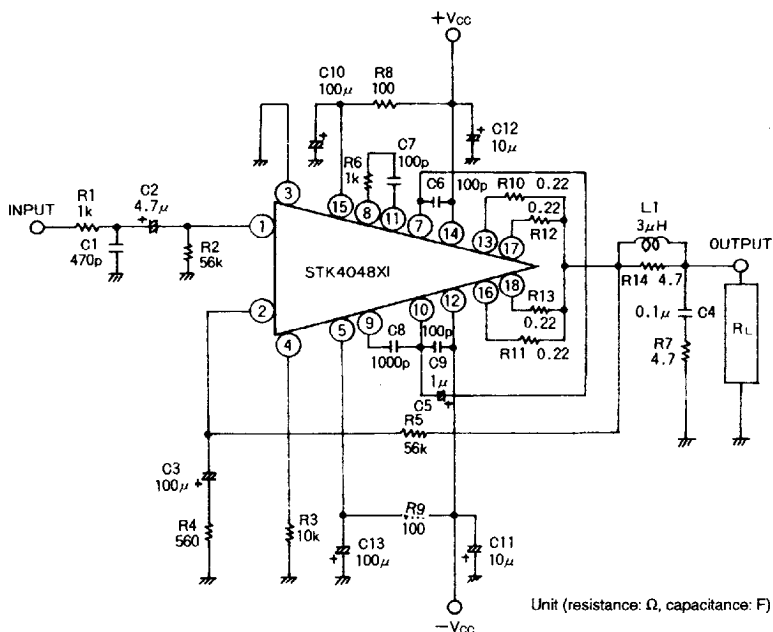 +VCC
C10
100μ
R8
100
C12
10μ
C7
100p
R6
1k
C6
100p
R10
0.22
3
15
8
11
7
14
13
17
0.22
R12
L1
3μH
INPUT
R1
1k
C2
4.7μ
1
OUTPUT
C1
470p
R2
56k
STK4048XI
R14 4.7
2
4
5
9
10
12
16
18
R13
0.22
0.1μ
C4
RL
C8
1000p
100p
C9
1μ
R11
0.22
R7
4.7
C5
R5
56k
C3
100μ
R4
560
R3
10k
R9
100
C13
100μ
C11
10μ
-VCC
Unit (resistance: Ω, capacitance: F)